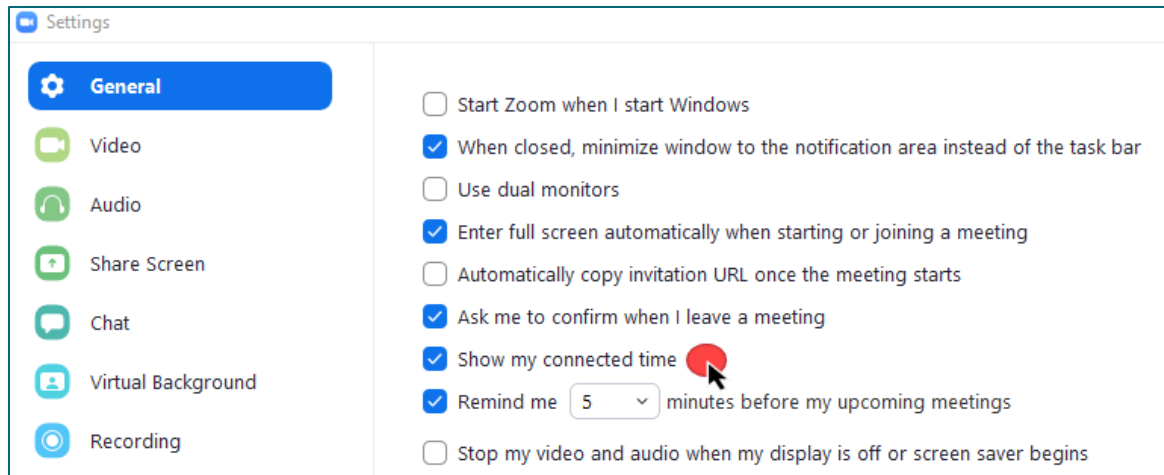 Settings
General
Video
Audio
Share Screen
Chat
Virtual Background
Recording
Start Zoom when I start Windows
When closed, minimize window to the notification area instead of the task bar
Use dual monitors
Enter full screen automatically when starting or joining a meeting
Automatically copy invitation URL once the meeting starts
Ask me to confirm when I leave a meeting
Show my connected time
Remind me 5 minutes before my upcoming meetings
Stop my video and audio when my display is off or screen saver begins